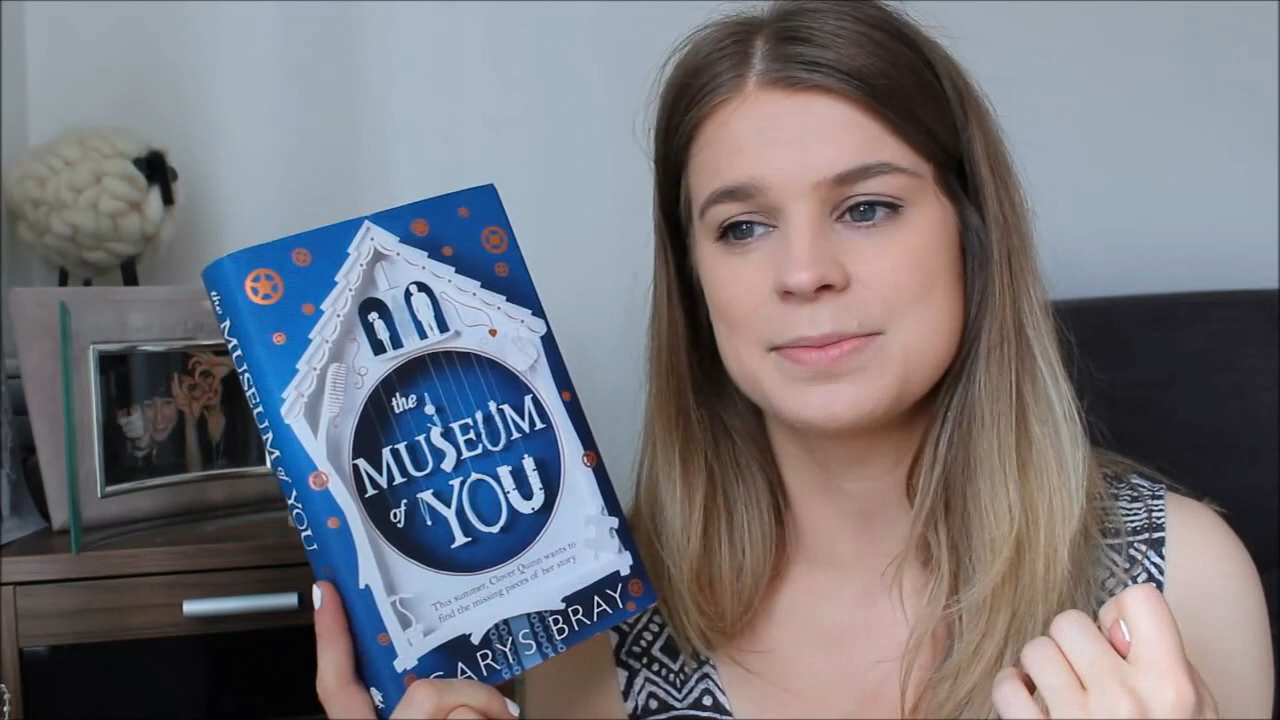 the
MUSEUM
of YOU
This summer, Clover Quinn wants to
find the missing pieces of her story
CARYS BRAY
the MUSEUM of YOU